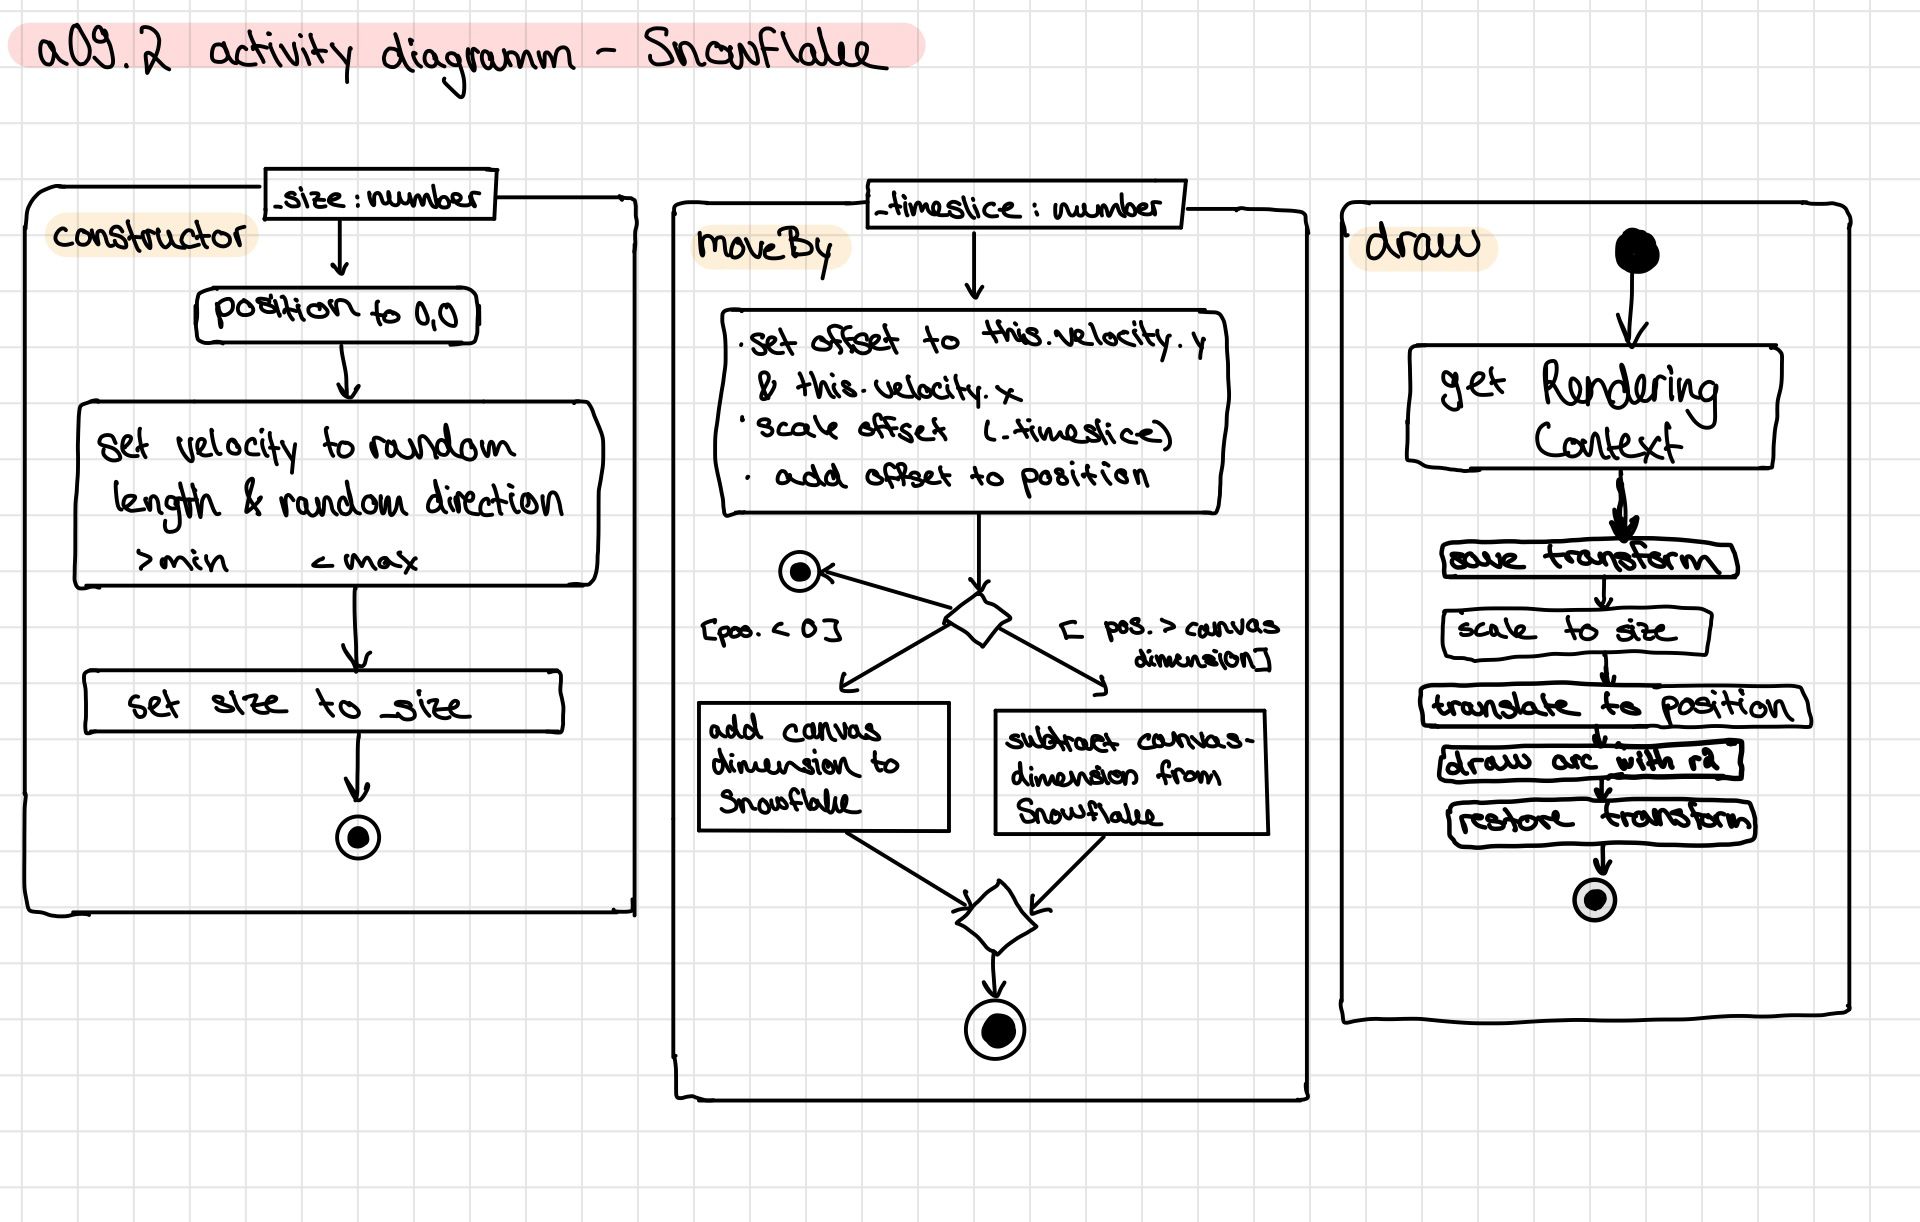 a09.2 activity diagramm - Snowflake
_size: number
constructor
position to 0,0
set velocity to random
length & random direction
>min <max
set size to _size
_timeslice: number
moveBy
· set offset to this.velocity.y
& this.velocity.x
· scale offset (_timeslice)
· add offset to position
[pos. < 0]
[ pos. > canvas
dimension]
add canvas
dimension to
Snowflake
subtract canvas-
dimension from
Snowflake
draw
get Rendering
Context
save transform
scale to size
translate to position
draw arc with r2
restore transform